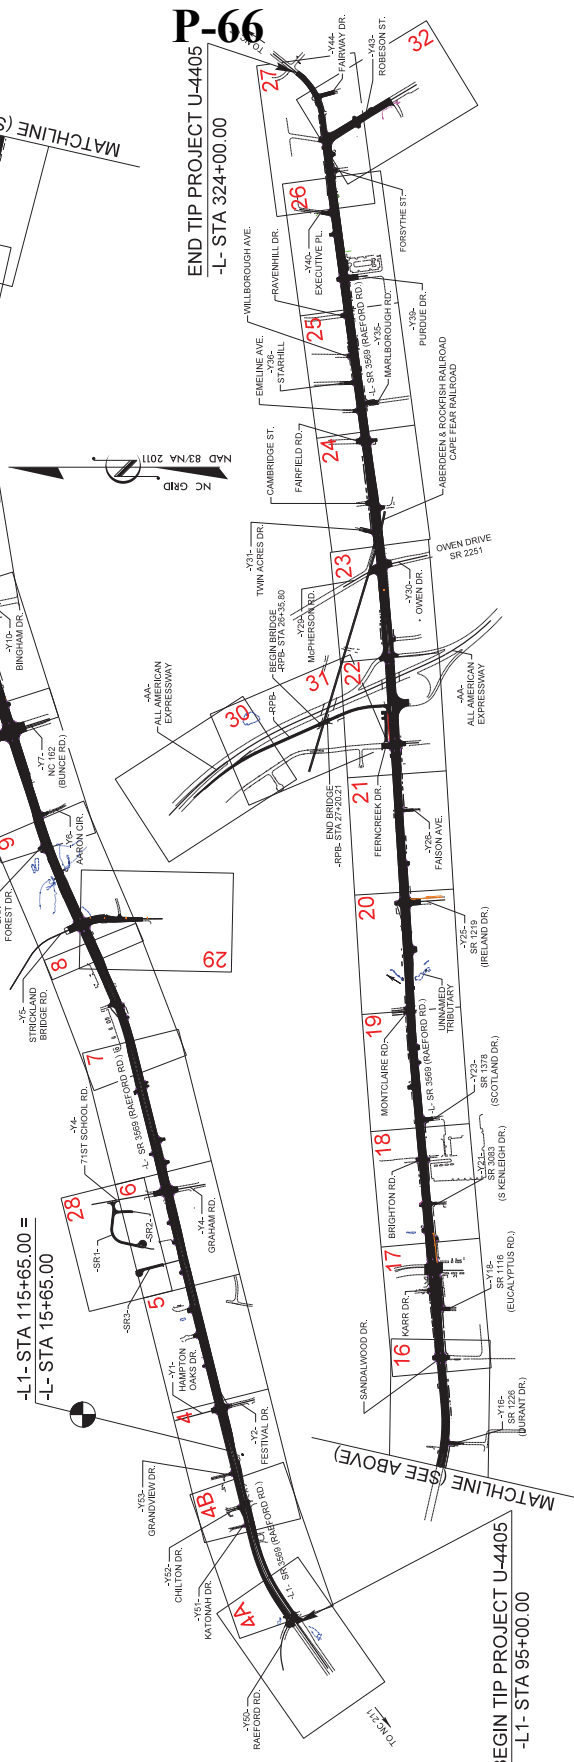 P-66
TO NC
END TIP PROJECT U-4405
-L- STA 324+00.00
MATCHLINE (S
NAD 83/NA 2011
NC GRID
27
-Y44-
FAIRWAY DR.
-Y43-
ROBESON ST.
32
FORSYTHE ST.
26
-Y40-
EXECUTIVE PL.
RAVENHILL DR.
WILLBOROUGH AVE.
-Y39-
PURDUE DR.
25
-L- SR 3569 (RAEFORD RD.)
-Y35-
MARLBOROUGH RD.
EMELINE AVE.
-Y36-
STARHILL
24
CAMBRIDGE ST.
FAIRFIELD RD.
ABERDEEN & ROCKFISH RAILROAD
CAPE FEAR RAILROAD
-Y31-
TWIN ACRES DR.
OWEN DRIVE
SR 2251
23
-Y30-
OWEN DR.
-Y29-
McPHERSON RD.
BEGIN BRIDGE
-RPB- STA 26+35.80
-RPB-
22
31
30
-AA-
ALL AMERICAN
EXPRESSWAY
-AA-
ALL AMERICAN
EXPRESSWAY
END BRIDGE
-RPB- STA 27+20.21
21
FERNCREEK DR.
-Y26-
FAISON AVE.
20
-Y25-
SR 1219
(IRELAND DR.)
UNNAMED
TRIBUTARY
19
MONTCLAIRE RD.
-L- SR 3569 (RAEFORD RD.)
-Y23-
SR 1378
(SCOTLAND DR.)
18
BRIGHTON RD.
-Y21-
SR 3083
(S KENLEIGH DR.)
17
KARR DR.
-Y18-
SR 1116
(EUCALYPTUS RD.)
16
SANDALWOOD DR.
-Y16-
SR 1226
(DURANT DR.)
MATCHLINE (SEE ABOVE)
-Y10-
BINGHAM DR.
-Y7-
NC 162
(BUNCE RD.)
9
-Y6-
AARON CIR.
FOREST DR.
8
-Y5-
STRICKLAND
BRIDGE RD.
29
7
-L- SR 3569 (RAEFORD RD.)
-Y4-
71ST SCHOOL RD.
28
6
-SR1-
-SR2-
-SR3-
-Y4-
GRAHAM RD.
5
-L1- STA 115+65.00 =
-L- STA 15+65.00
-Y1-
HAMPTON
OAKS DR.
4
-Y2-
FESTIVAL DR.
-Y53-
GRANDVIEW DR.
4B
-Y52-
CHILTON DR.
-Y51-
KATONAH DR.
-L1- SR 3569 (RAEFORD RD.)
4A
-Y50-
RAEFORD RD.
TO NC 211
BEGIN TIP PROJECT U-4405
-L1- STA 95+00.00